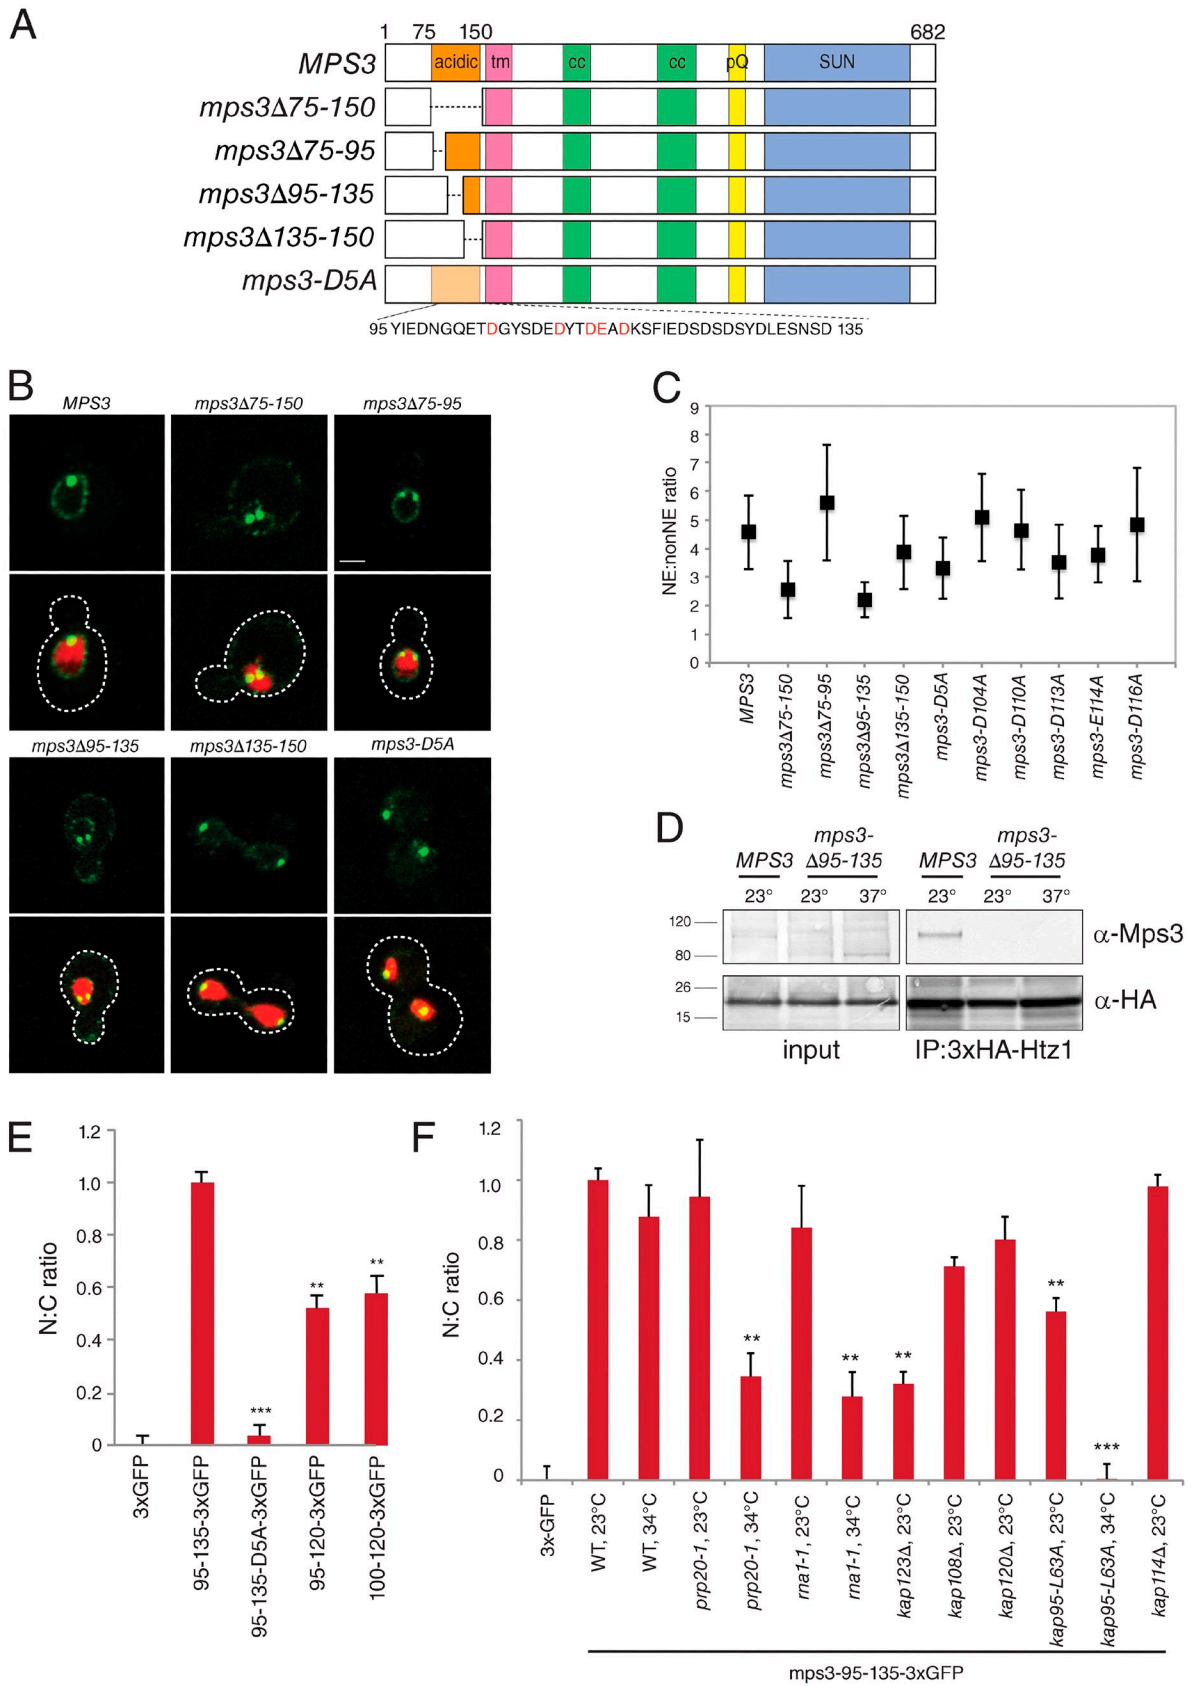 A
1 75 150 682
MPS3 acidic tm cc cc pQ SUN
mps3Δ75-150
mps3Δ75-95
mps3Δ95-135
mps3Δ135-150
mps3-D5A
95 YIEDNGQETDGYSDEDYTDEADKSFIEDSDSDSYDLESNSD 135
B
MPS3 mps3Δ75-150 mps3Δ75-95
mps3Δ95-135 mps3Δ135-150 mps3-D5A
C
NE:nonNE ratio
9
8
7
6
5
4
3
2
1
0
MPS3
mps3Δ75-150
mps3Δ75-95
mps3Δ95-135
mps3Δ135-150
mps3-D5A
mps3-D104A
mps3-D110A
mps3-D113A
mps3-E114A
mps3-D116A
D
mps3- mps3-
MPS3 Δ95-135 MPS3 Δ95-135
23° 23° 37° 23° 23° 37°
120
80
α-Mps3
26
15
α-HA
input IP:3xHA-Htz1
E
N:C ratio
1.2
1.0
0.8
0.6
0.4
0.2
0
*** ** **
3xGFP
95-135-3xGFP
95-135-D5A-3xGFP
95-120-3xGFP
100-120-3xGFP
F
N:C ratio
1.2
1.0
0.8
0.6
0.4
0.2
0
** ** ** ** ***
3x-GFP
WT, 23°C
WT, 34°C
prp20-1, 23°C
prp20-1, 34°C
rna1-1, 23°C
rna1-1, 34°C
kap123Δ, 23°C
kap108Δ, 23°C
kap120Δ, 23°C
kap95-L63A, 23°C
kap95-L63A, 34°C
kap114Δ, 23°C
mps3-95-135-3xGFP